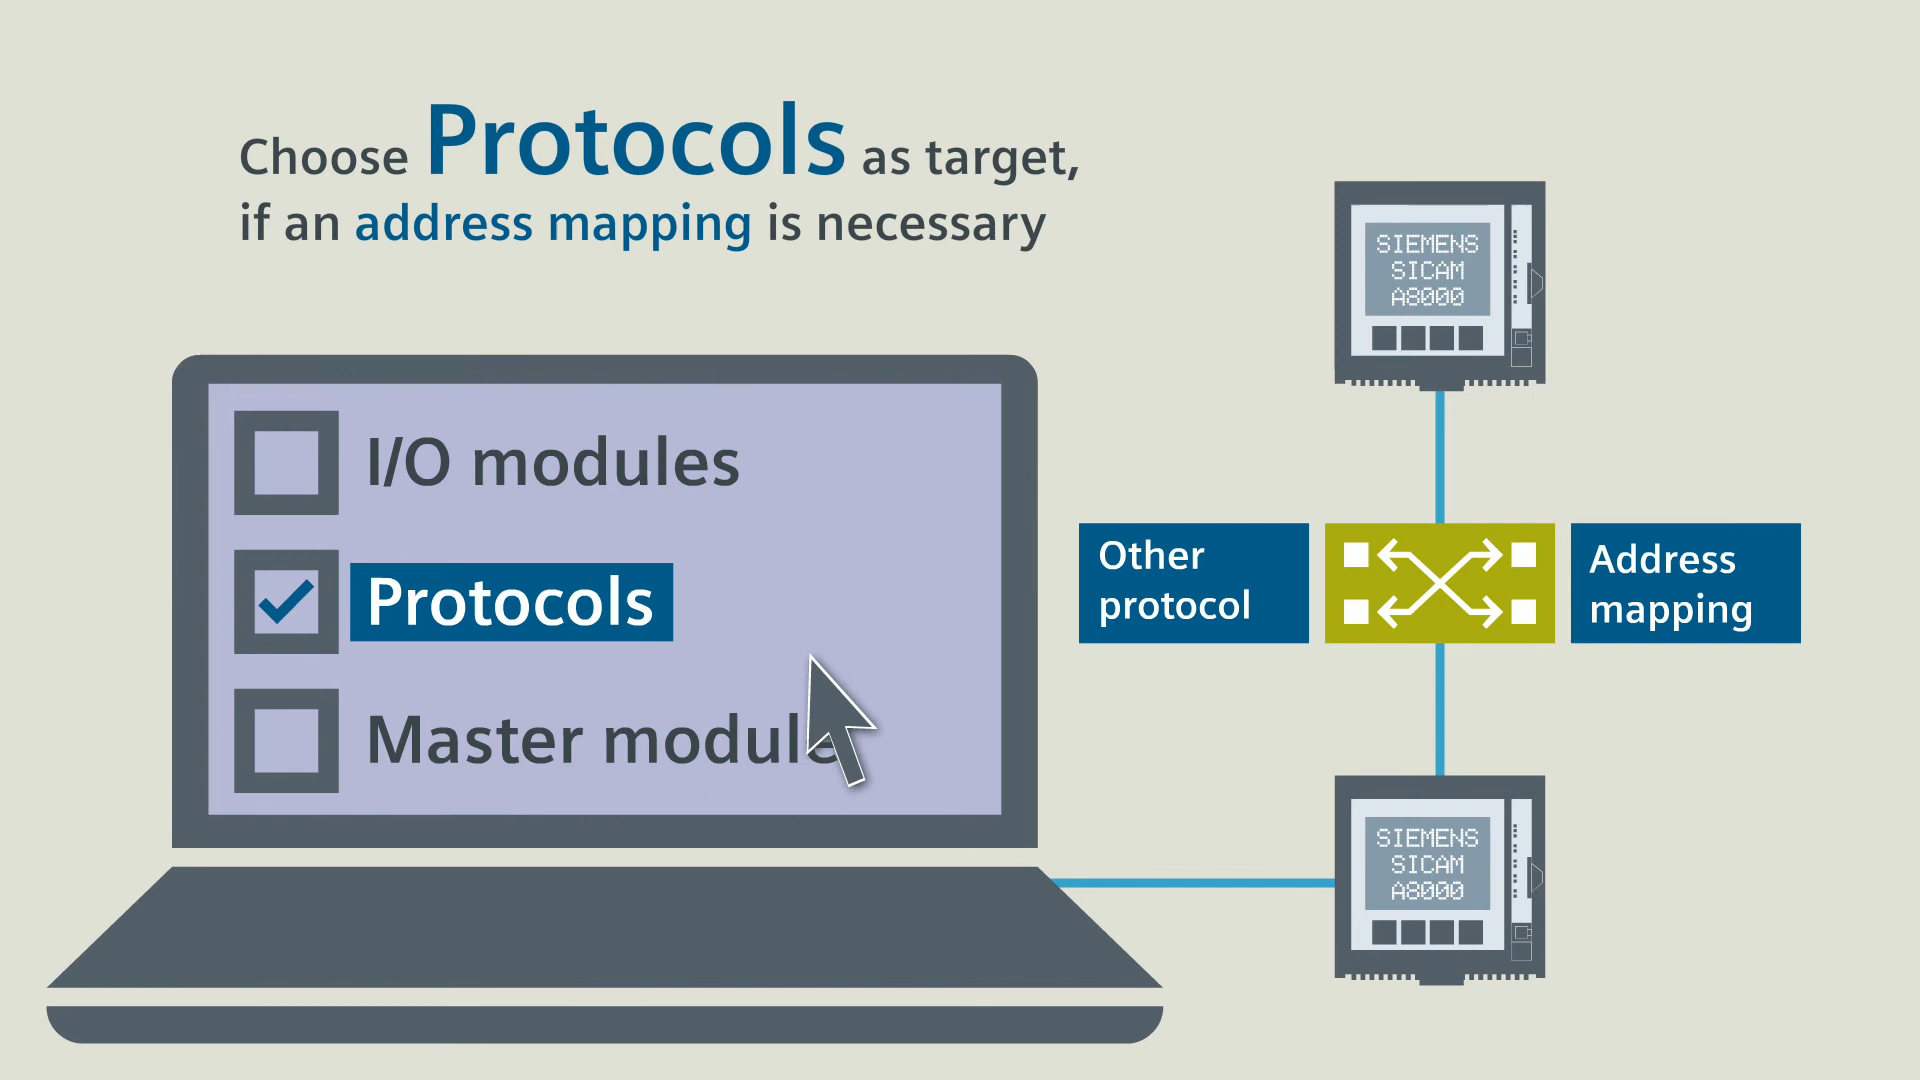 Choose Protocols as target,
if an address mapping is necessary
I/O modules
Protocols
Master module
Other
protocol
Address
mapping
SIEMENS
SICAM
A8000
SIEMENS
SICAM
A8000